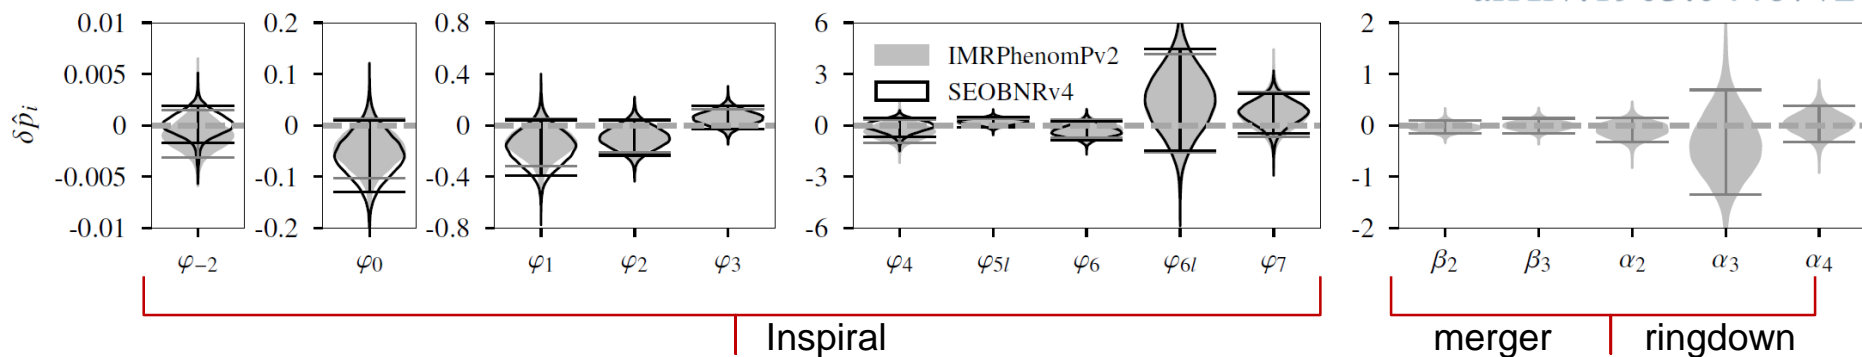 0.01 0.2 0.8 6 2
0.005 0.1 0.4 3 1
0 0 0 0 0
-0.005 -0.1 -0.4 -3 -1
-0.01 -0.2 -0.8 -6 -2
δp̂ᵢ
IMRPhenomPv2
SEOBNRv4
φ₋₂ φ₀ φ₁ φ₂ φ₃ φ₄ φ₅ₗ φ₆ φ₆ₗ φ₇ β₂ β₃ α₂ α₃ α₄
Inspiral merger ringdown